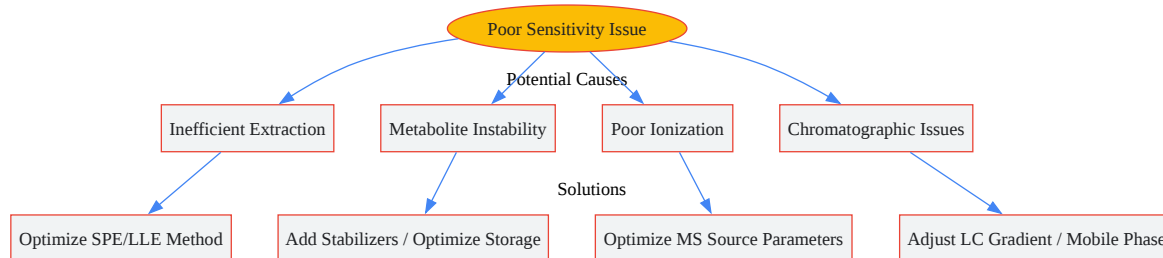 Poor Sensitivity Issue
Potential Causes
Inefficient Extraction
Metabolite Instability
Poor Ionization
Chromatographic Issues
Solutions
Optimize SPE/LLE Method
Add Stabilizers / Optimize Storage
Optimize MS Source Parameters
Adjust LC Gradient / Mobile Phase